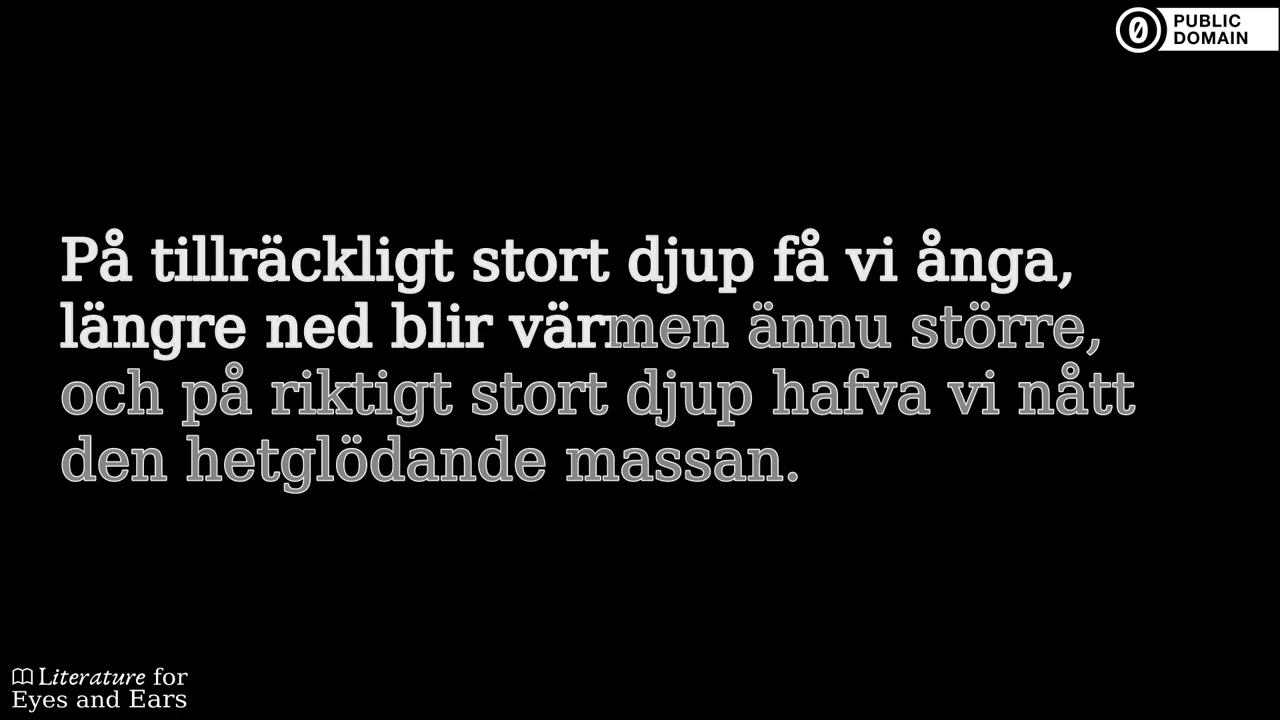 PUBLIC
DOMAIN
På tillräckligt stort djup få vi ånga,
längre ned blir värmen ännu större,
och på riktigt stort djup hafva vi nått
den hetglödande massan.
Literature for
Eyes and Ears